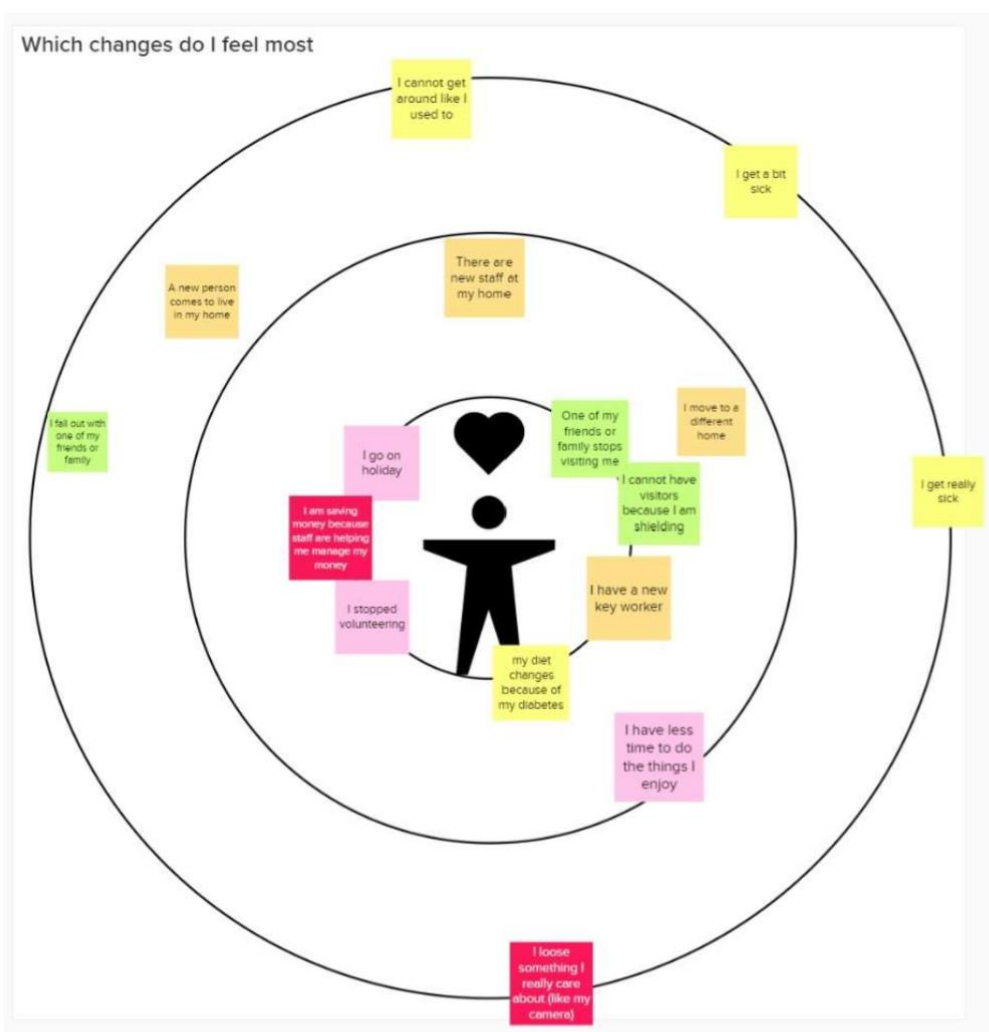 Which changes do I feel most
I cannot get
around like I
used to
I get a bit
sick
There are
new staff at
my home
A new person
comes to live
in my home
I fall out with
one of my
friends or
family
I move to a
different
home
One of my
friends or
family stops
visiting me
I go on
holiday
I cannot have
visitors
because I am
shielding
I get really
sick
I am saving
money because
staff are helping
me manage my
money
I have a new
key worker
I stopped
volunteering
my diet
changes
because of
my diabetes
I have less
time to do
the things I
enjoy
I loose
something I
really care
about (like my
camera)